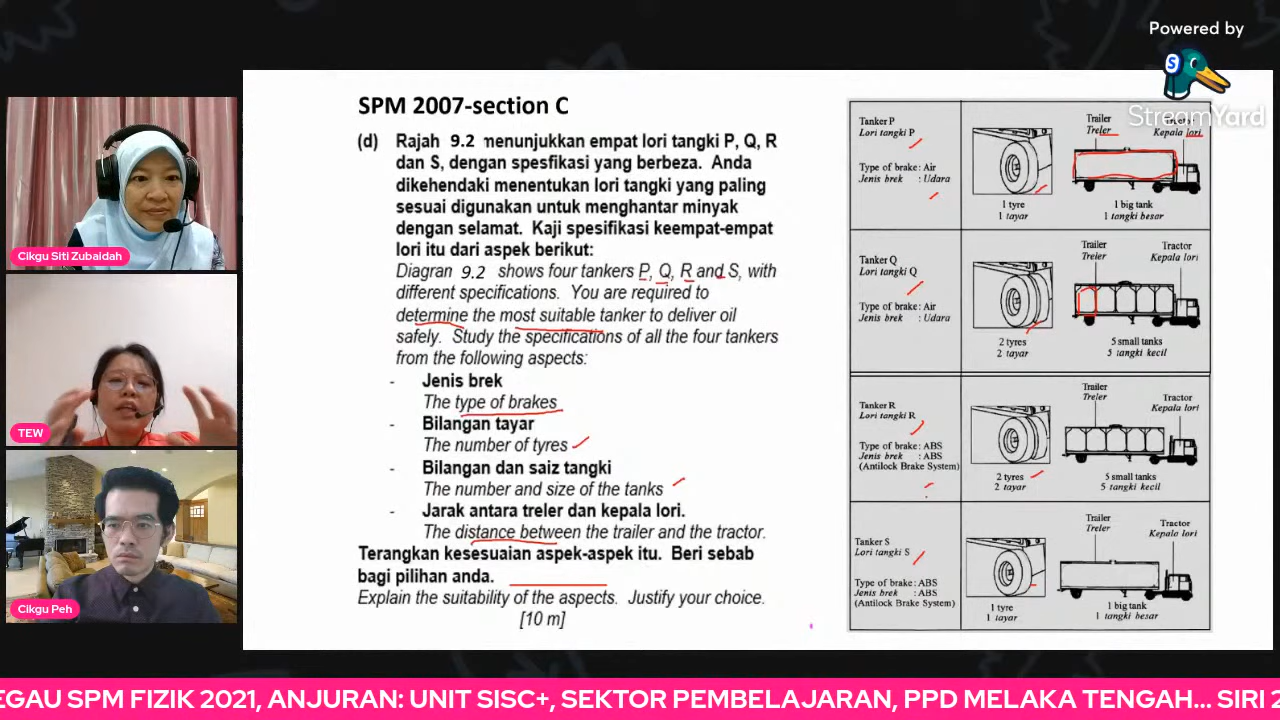 Powered by
StreamYard
SPM 2007-section C
(d) Rajah 9.2 menunjukkan empat lori tangki P, Q, R
dan S, dengan spesfikasi yang berbeza. Anda
dikehendaki menentukan lori tangki yang paling
sesuai digunakan untuk menghantar minyak
dengan selamat. Kaji spesifikasi keempat-empat
lori itu dari aspek berikut:
Diagran 9.2 shows four tankers P, Q, R and S, with
different specifications. You are required to
determine the most suitable tanker to deliver oil
safely. Study the specifications of all the four tankers
from the following aspects:
- Jenis brek
The type of brakes
- Bilangan tayar
The number of tyres
- Bilangan dan saiz tangki
The number and size of the tanks
- Jarak antara treler dan kepala lori.
The distance between the trailer and the tractor.
Terangkan kesesuaian aspek-aspek itu. Beri sebab
bagi pilihan anda.
Explain the suitability of the aspects. Justify your choice.
[10 m]
Tanker P
Lori tangki P
Type of brake : Air
Jenis brek : Udara
1 tyre
1 tayar
Trailer
Treler
Kepala lori
1 big tank
1 tangki besar
Tanker Q
Lori tangki Q
Type of brake : Air
Jenis brek : Udara
2 tyres
2 tayar
Trailer
Treler
Tractor
Kepala lori
5 small tanks
5 tangki kecil
Tanker R
Lori tangki R
Type of brake : ABS
Jenis brek : ABS
(Antilock Brake System)
2 tyres
2 tayar
Trailer
Treler
Tractor
Kepala lori
5 small tanks
5 tangki kecil
Tanker S
Lori tangki S
Type of brake : ABS
Jenis brek : ABS
(Antilock Brake System)
1 tyre
1 tayar
Trailer
Treler
Tractor
Kepala lori
1 big tank
1 tangki besar
Cikgu Siti Zubaidah
TEW
Cikgu Peh
EGAU SPM FIZIK 2021, ANJURAN: UNIT SISC+, SEKTOR PEMBELAJARAN, PPD MELAKA TENGAH... SIRI 2